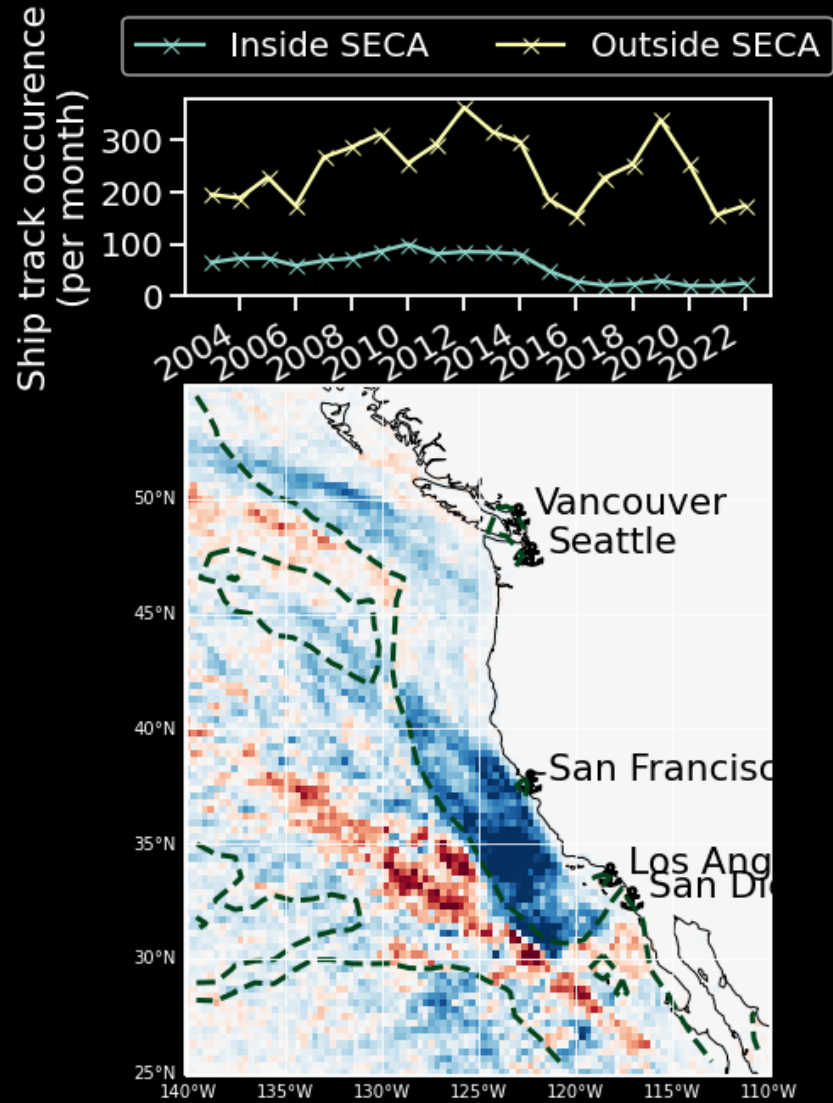 Inside SECA
Outside SECA
Ship track occurence
(per month)
300
200
100
0
2004
2006
2008
2010
2012
2014
2016
2018
2020
2022
50°N
45°N
40°N
35°N
30°N
25°N
Vancouver
Seattle
San Francisc
Los Ang
San Die
140°W
135°W
130°W
125°W
120°W
115°W
110°W